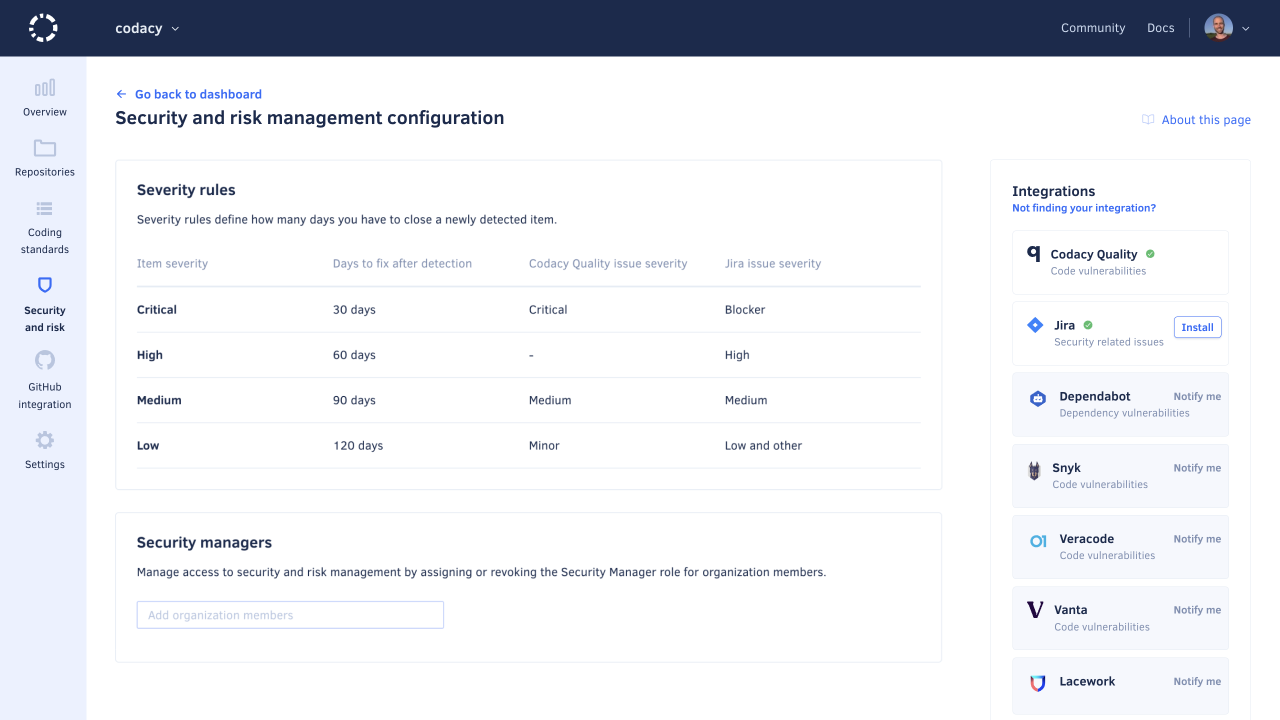 codacy
Community
Docs
Overview
Repositories
Coding
standards
Security
and risk
GitHub
integration
Settings
Go back to dashboard
Security and risk management configuration
About this page
Severity rules
Severity rules define how many days you have to close a newly detected item.
Item severity Days to fix after detection Codacy Quality issue severity Jira issue severity
Critical 30 days Critical Blocker
High 60 days - High
Medium 90 days Medium Medium
Low 120 days Minor Low and other
Security managers
Manage access to security and risk management by assigning or revoking the Security Manager role for organization members.
Add organization members
Integrations
Not finding your integration?
Codacy Quality
Code vulnerabilities
Jira Install
Security related issues
Dependabot Notify me
Dependency vulnerabilities
Snyk Notify me
Code vulnerabilities
Veracode Notify me
Code vulnerabilities
Vanta Notify me
Code vulnerabilities
Lacework Notify me